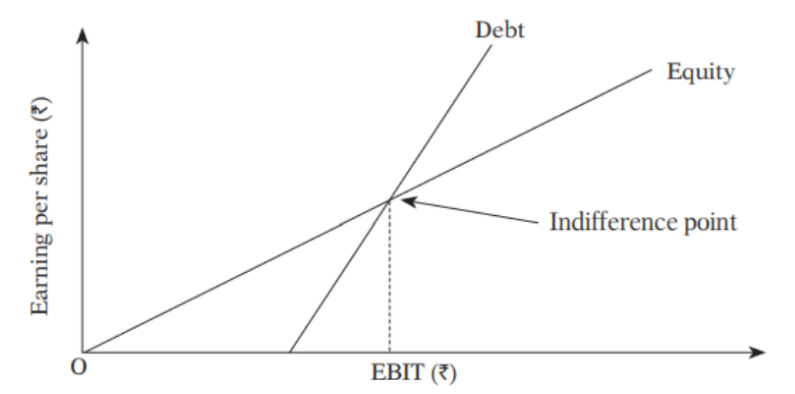 Debt
Equity
Earning per share (₹)
Indifference point
O
EBIT (₹)